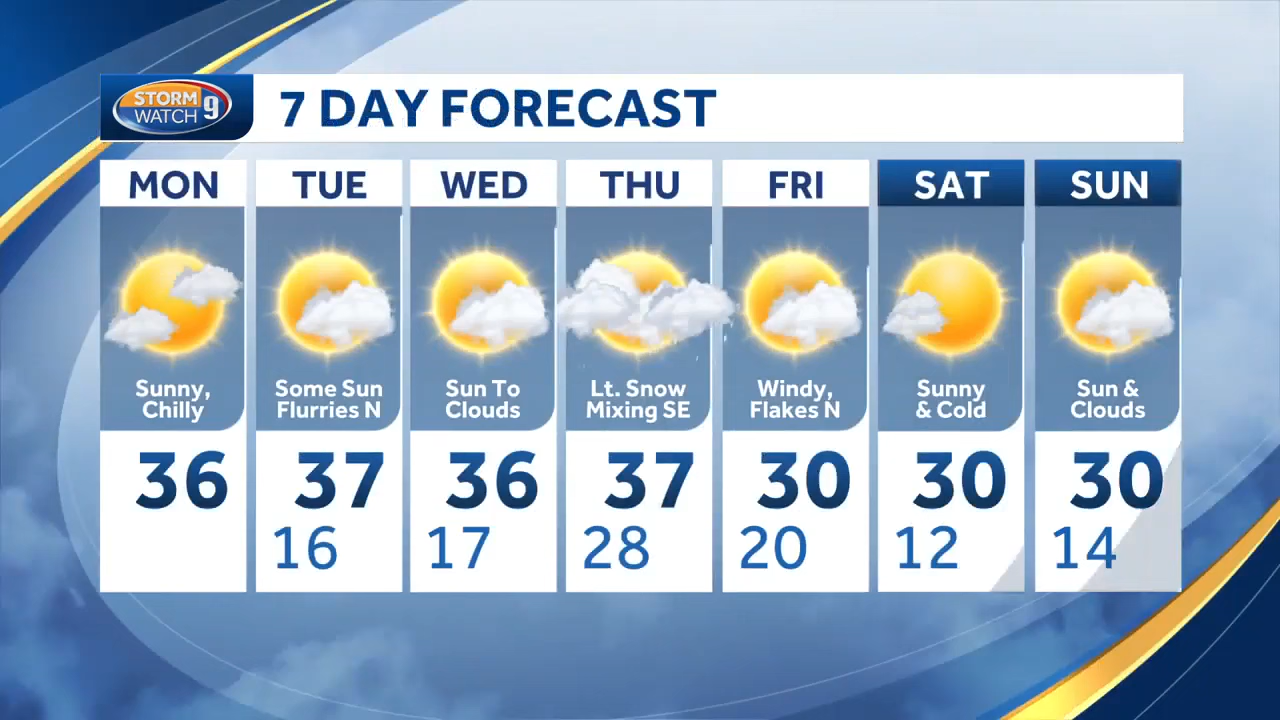 STORM
WATCH 9
7 DAY FORECAST
MON
TUE
WED
THU
FRI
SAT
SUN
Sunny,
Chilly
Some Sun
Flurries N
Sun To
Clouds
Lt. Snow
Mixing SE
Windy,
Flakes N
Sunny
& Cold
Sun &
Clouds
36
37
36
37
30
30
30
16
17
28
20
12
14